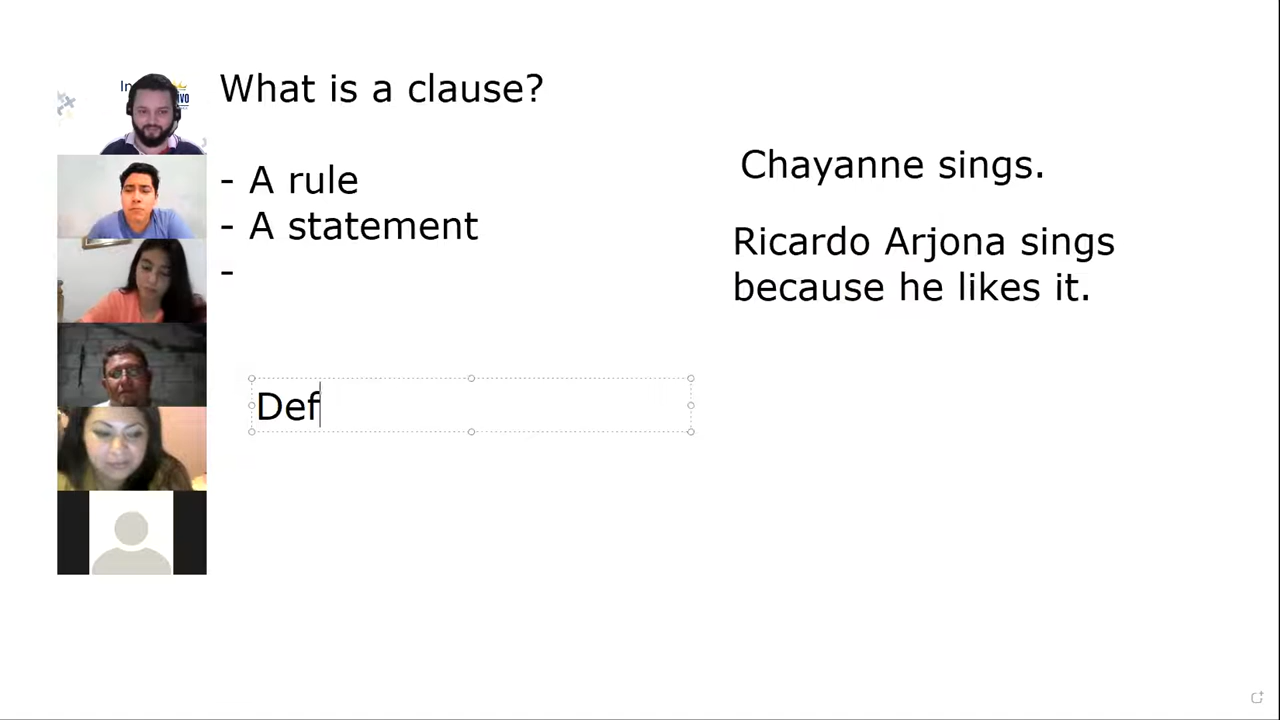 What is a clause?
- A rule
- A statement
-
Def
Chayanne sings.
Ricardo Arjona sings
because he likes it.